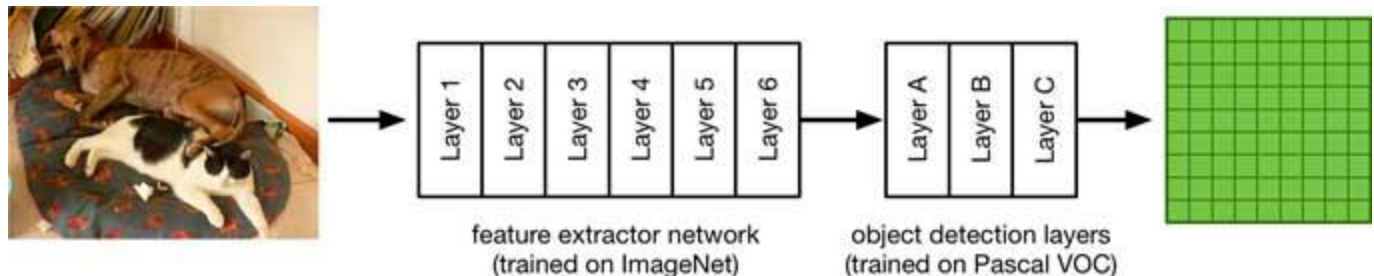 Layer 1
Layer 2
Layer 3
Layer 4
Layer 5
Layer 6
Layer A
Layer B
Layer C
feature extractor network
(trained on ImageNet)
object detection layers
(trained on Pascal VOC)